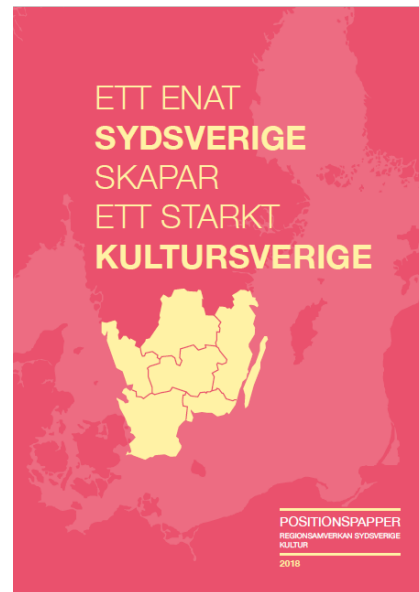 ETT ENAT
SYDSVERIGE
SKAPAR
ETT STARKT
KULTURSVERIGE
POSITIONSPAPPER
REGIONSAMVERKAN SYDSVERIGE
KULTUR
2018